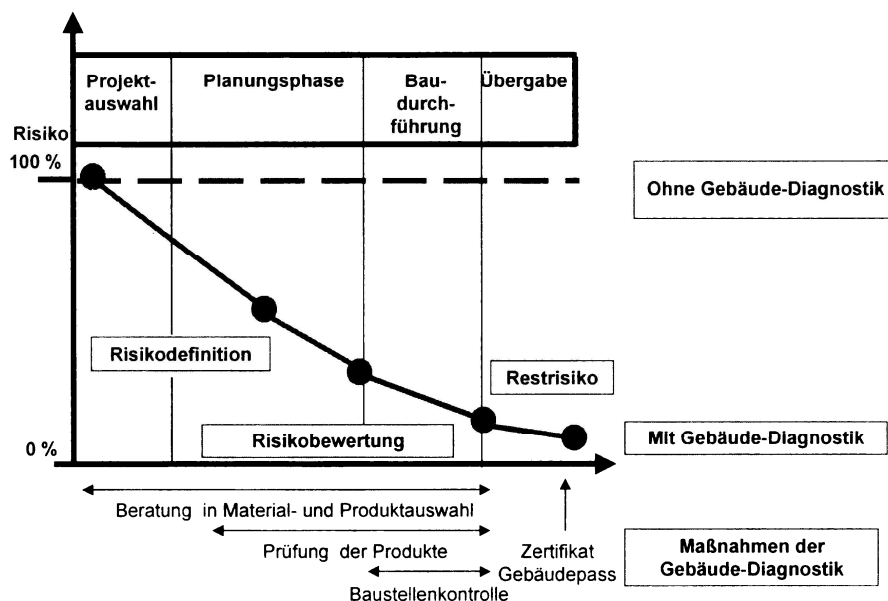 Projekt-
auswahl
Planungsphase
Bau-
durch-
führung
Übergabe
Risiko
100 %
Ohne Gebäude-Diagnostik
Risikodefinition
Restrisiko
Risikobewertung
0 %
Mit Gebäude-Diagnostik
Beratung in Material- und Produktauswahl
Prüfung der Produkte
Baustellenkontrolle
Zertifikat
Gebäudepass
Maßnahmen der
Gebäude-Diagnostik